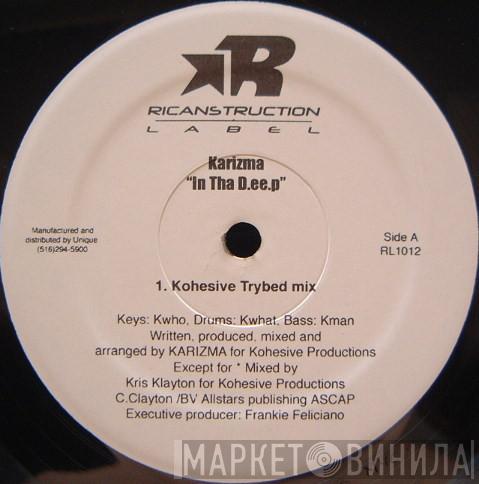 R
RICANSTRUCTION
LABEL
Karizma
"In Tha D.ee.p"
Manufactured and
distributed by Unique
(516)294-5900
Side A
RL1012
1. Kohesive Trybed mix
Keys: Kwho, Drums: Kwhat, Bass: Kman
Written, produced, mixed and
arranged by KARIZMA for Kohesive Productions
Except for * Mixed by
Kris Klayton for Kohesive Productions
C.Clayton /BV Allstars publishing ASCAP
Executive producer: Frankie Feliciano
МАРКЕТ ВИНИЛА